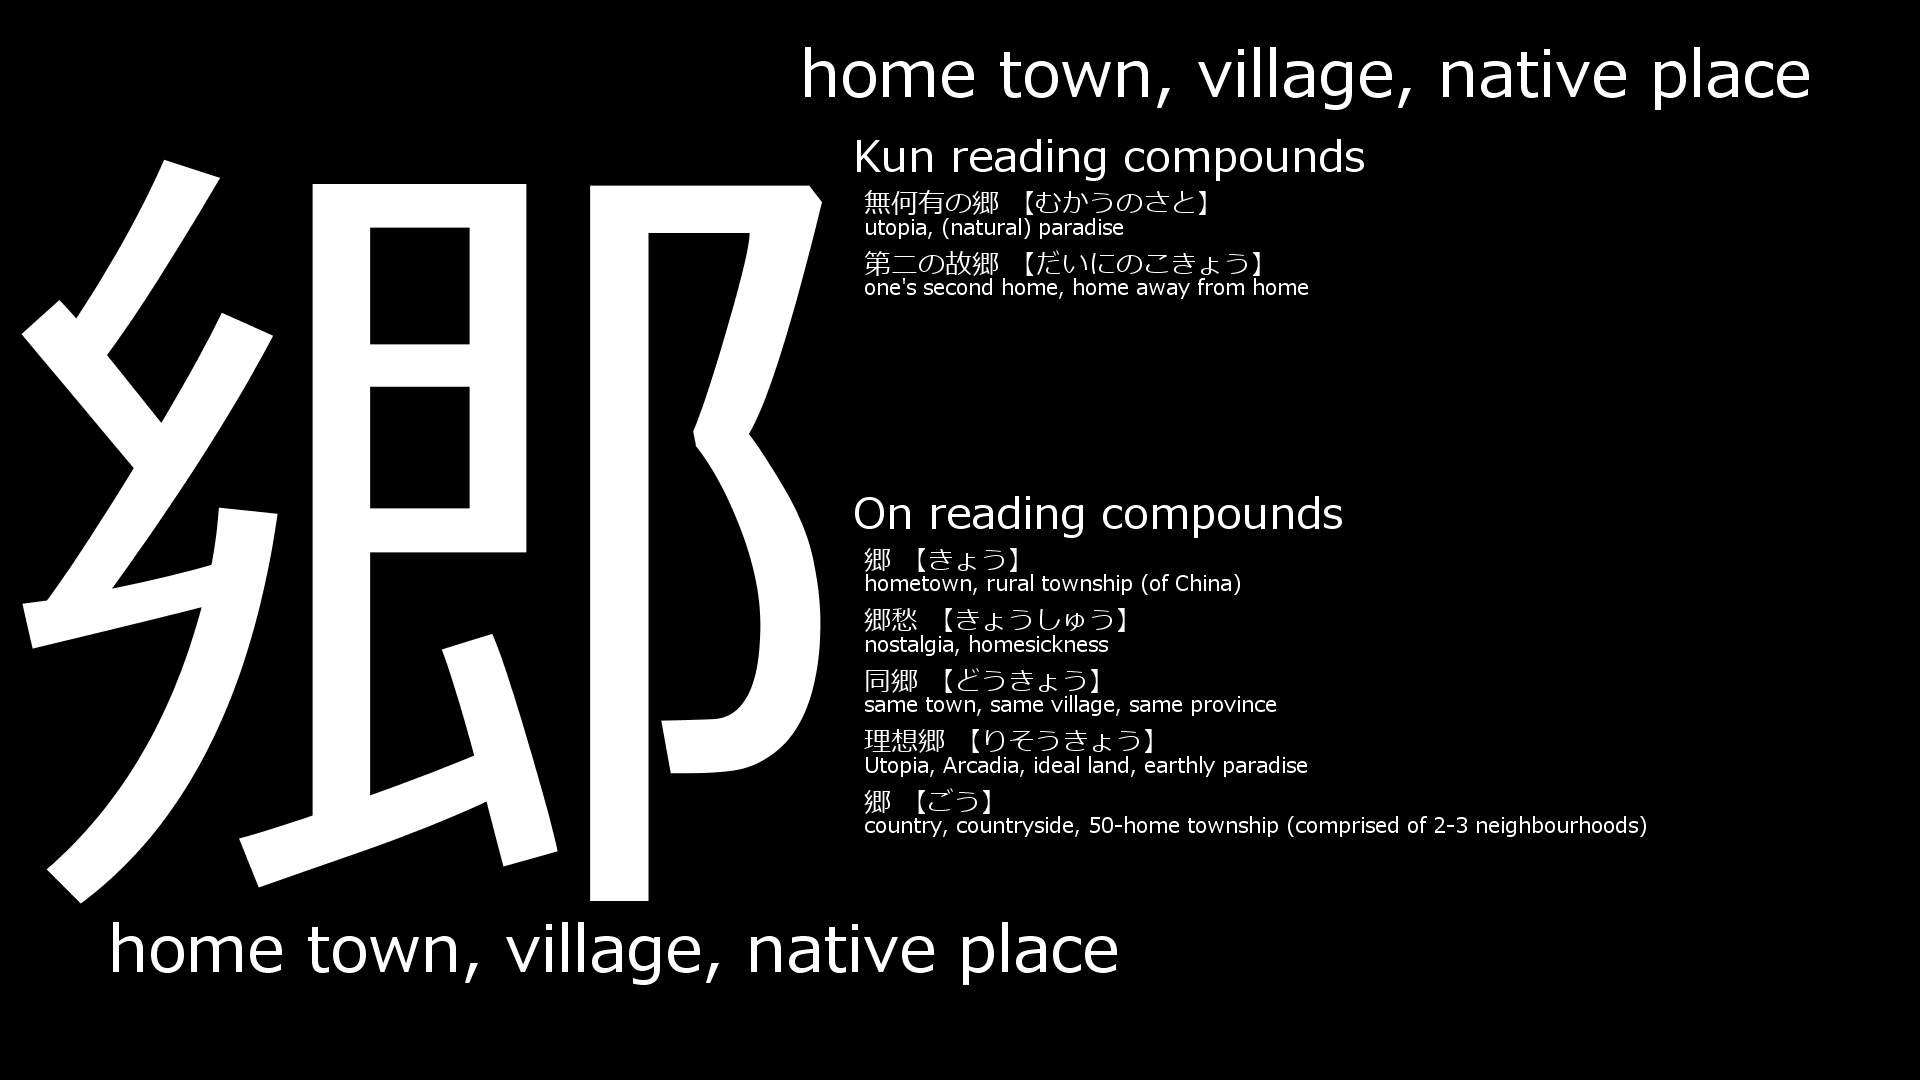 郷
home town, village, native place
Kun reading compounds
無何有の郷 【むかうのさと】
utopia, (natural) paradise
第二の故郷 【だいにのこきょう】
one's second home, home away from home
On reading compounds
郷 【きょう】
hometown, rural township (of China)
郷愁 【きょうしゅう】
nostalgia, homesickness
同郷 【どうきょう】
same town, same village, same province
理想郷 【りそうきょう】
Utopia, Arcadia, ideal land, earthly paradise
郷 【ごう】
country, countryside, 50-home township (comprised of 2-3 neighbourhoods)
home town, village, native place